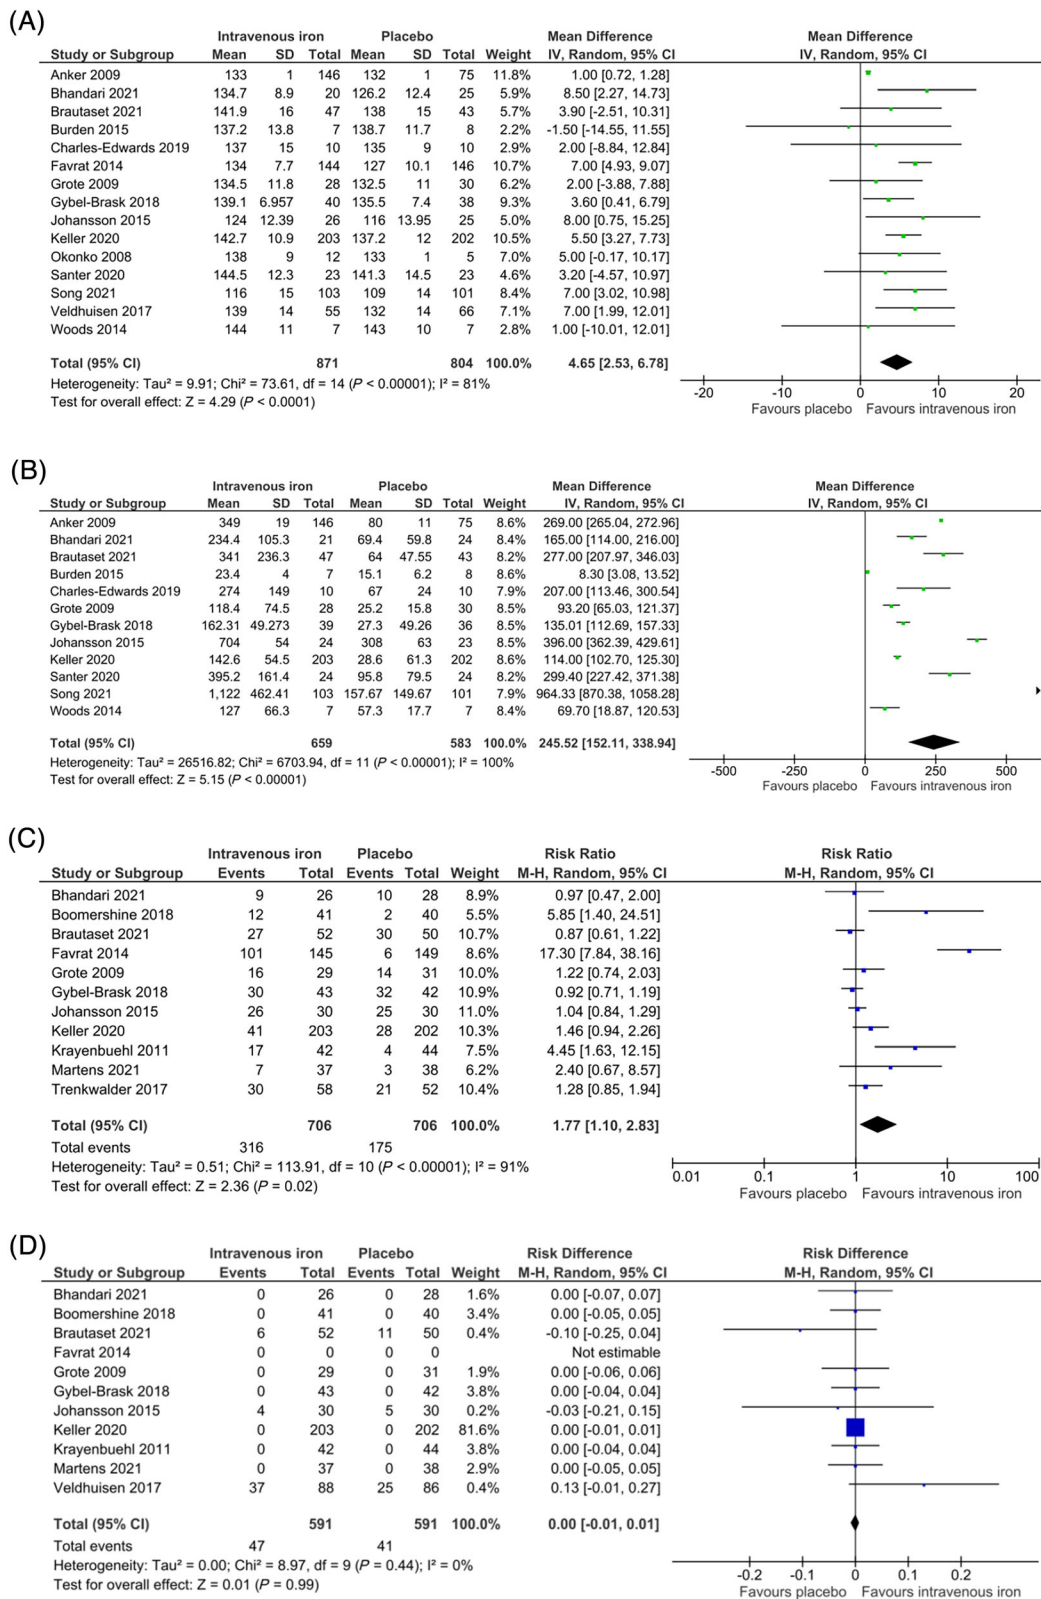 (A)
Intravenous iron Placebo Mean Difference Mean Difference
Study or Subgroup Mean SD Total Mean SD Total Weight IV, Random, 95% CI IV, Random, 95% CI
Anker 2009 133 1 146 132 1 75 11.8% 1.00 [0.72, 1.28]
Bhandari 2021 134.7 8.9 20 126.2 12.4 25 5.9% 8.50 [2.27, 14.73]
Brautaset 2021 141.9 16 47 138 15 43 5.7% 3.90 [-2.51, 10.31]
Burden 2015 137.2 13.8 7 138.7 11.7 8 2.2% -1.50 [-14.55, 11.55]
Charles-Edwards 2019 137 15 10 135 9 10 2.9% 2.00 [-8.84, 12.84]
Favrat 2014 134 7.7 144 127 10.1 146 10.7% 7.00 [4.93, 9.07]
Grote 2009 134.5 11.8 28 132.5 11 30 6.2% 2.00 [-3.88, 7.88]
Gybel-Brask 2018 139.1 6.957 40 135.5 7.4 38 9.3% 3.60 [0.41, 6.79]
Johansson 2015 124 12.39 26 116 13.95 25 5.0% 8.00 [0.75, 15.25]
Keller 2020 142.7 10.9 203 137.2 12 202 10.5% 5.50 [3.27, 7.73]
Okonko 2008 138 9 12 133 1 5 7.0% 5.00 [-0.17, 10.17]
Santer 2020 144.5 12.3 23 141.3 14.5 23 4.6% 3.20 [-4.57, 10.97]
Song 2021 116 15 103 109 14 101 8.4% 7.00 [3.02, 10.98]
Veldhuisen 2017 139 14 55 132 14 66 7.1% 7.00 [1.99, 12.01]
Woods 2014 144 11 7 143 10 7 2.8% 1.00 [-10.01, 12.01]
Total (95% CI) 871 804 100.0% 4.65 [2.53, 6.78]
Heterogeneity: Tau² = 9.91; Chi² = 73.61, df = 14 (P < 0.00001); I² = 81%
Test for overall effect: Z = 4.29 (P < 0.0001)
-20 -10 0 10 20
Favours placebo Favours intravenous iron
(B)
Intravenous iron Placebo Mean Difference Mean Difference
Study or Subgroup Mean SD Total Mean SD Total Weight IV, Random, 95% CI IV, Random, 95% CI
Anker 2009 349 19 146 80 11 75 8.6% 269.00 [265.04, 272.96]
Bhandari 2021 234.4 105.3 21 69.4 59.8 24 8.4% 165.00 [114.00, 216.00]
Brautaset 2021 341 236.3 47 64 47.55 43 8.2% 277.00 [207.97, 346.03]
Burden 2015 23.4 4 7 15.1 6.2 8 8.6% 8.30 [3.08, 13.52]
Charles-Edwards 2019 274 149 10 67 24 10 7.9% 207.00 [113.46, 300.54]
Grote 2009 118.4 74.5 28 25.2 15.8 30 8.6% 93.20 [65.03, 121.37]
Gybel-Brask 2018 162.31 49.273 39 27.3 49.26 36 8.6% 135.01 [112.69, 157.33]
Johansson 2015 704 54 24 308 63 23 8.5% 396.00 [362.39, 429.61]
Keller 2020 142.6 54.5 203 28.6 61.3 202 8.6% 114.00 [102.70, 125.30]
Santer 2020 395.2 161.4 24 95.8 79.5 24 8.2% 299.40 [227.42, 371.38]
Song 2021 1,122 462.41 103 157.67 149.67 101 7.9% 964.33 [870.38, 1058.28]
Woods 2014 127 66.3 7 57.3 17.7 7 8.4% 69.70 [18.87, 120.53]
Total (95% CI) 659 583 100.0% 245.52 [152.11, 338.94]
Heterogeneity: Tau² = 26516.82; Chi² = 6703.94, df = 11 (P < 0.00001); I² = 100%
Test for overall effect: Z = 5.15 (P < 0.00001)
-500 -250 0 250 500
Favours placebo Favours intravenous iron
(C)
Intravenous iron Placebo Risk Ratio Risk Ratio
Study or Subgroup Events Total Events Total Weight M-H, Random, 95% CI M-H, Random, 95% CI
Bhandari 2021 9 26 10 28 8.9% 0.97 [0.47, 2.00]
Boomershine 2018 12 41 2 40 5.5% 5.85 [1.40, 24.51]
Brautaset 2021 27 52 30 50 10.7% 0.87 [0.61, 1.22]
Favrat 2014 101 145 6 149 8.6% 17.30 [7.84, 38.16]
Grote 2009 16 29 14 31 10.0% 1.22 [0.74, 2.03]
Gybel-Brask 2018 30 43 32 42 10.9% 0.92 [0.71, 1.19]
Johansson 2015 26 30 25 30 11.0% 1.04 [0.84, 1.29]
Keller 2020 41 203 28 202 10.3% 1.46 [0.94, 2.26]
Krayenbuehl 2011 17 42 4 44 7.5% 4.45 [1.63, 12.15]
Martens 2021 7 37 3 38 6.2% 2.40 [0.67, 8.57]
Trenkwalder 2017 30 58 21 52 10.4% 1.28 [0.85, 1.94]
Total (95% CI) 706 706 100.0% 1.77 [1.10, 2.83]
Total events 316 175
Heterogeneity: Tau² = 0.51; Chi² = 113.91, df = 10 (P < 0.00001); I² = 91%
Test for overall effect: Z = 2.36 (P = 0.02)
0.01 0.1 1 10 100
Favours placebo Favours intravenous iron
(D)
Intravenous iron Placebo Risk Difference Risk Difference
Study or Subgroup Events Total Events Total Weight M-H, Random, 95% CI M-H, Random, 95% CI
Bhandari 2021 0 26 0 28 1.6% 0.00 [-0.07, 0.07]
Boomershine 2018 0 41 0 40 3.4% 0.00 [-0.05, 0.05]
Brautaset 2021 6 52 11 50 0.4% -0.10 [-0.25, 0.04]
Favrat 2014 0 0 0 0 Not estimable
Grote 2009 0 29 0 31 1.9% 0.00 [-0.06, 0.06]
Gybel-Brask 2018 0 43 0 42 3.8% 0.00 [-0.04, 0.04]
Johansson 2015 4 30 5 30 0.2% -0.03 [-0.21, 0.15]
Keller 2020 0 203 0 202 81.6% 0.00 [-0.01, 0.01]
Krayenbuehl 2011 0 42 0 44 3.8% 0.00 [-0.04, 0.04]
Martens 2021 0 37 0 38 2.9% 0.00 [-0.05, 0.05]
Veldhuisen 2017 37 88 25 86 0.4% 0.13 [-0.01, 0.27]
Total (95% CI) 591 591 100.0% 0.00 [-0.01, 0.01]
Total events 47 41
Heterogeneity: Tau² = 0.00; Chi² = 8.97, df = 9 (P = 0.44); I² = 0%
Test for overall effect: Z = 0.01 (P = 0.99)
-0.2 -0.1 0 0.1 0.2
Favours placebo Favours intravenous iron